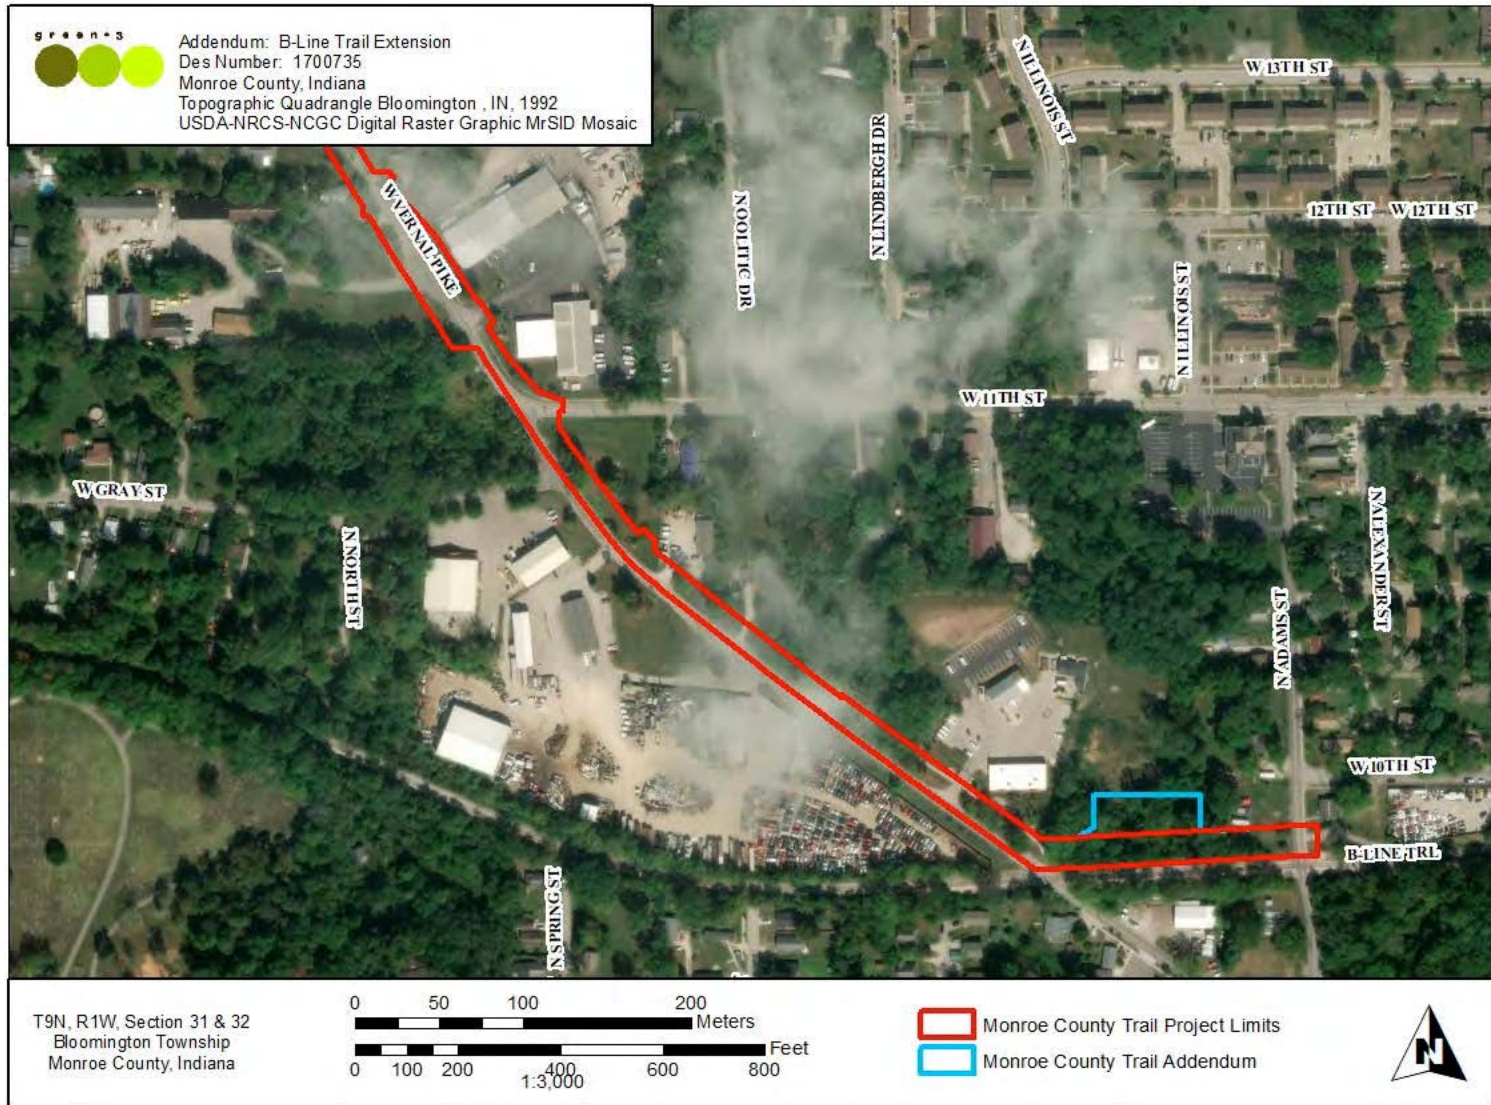 green+3
Addendum: B-Line Trail Extension
Des Number: 1700735
Monroe County, Indiana
Topographic Quadrangle Bloomington , IN, 1992
USDA-NRCS-NCGC Digital Raster Graphic MrSID Mosaic
N ILLINOIS ST
W 13TH ST
N LINDBERGH DR
W VERNAL PIKE
N OOLITIC DR
12TH ST
W 12TH ST
N ILLINOIS ST
W 11TH ST
W GRAY ST
N NORTH ST
N ALEXANDER ST
N ADAMS ST
W 10TH ST
B-LINE TRL
N SPRING ST
T9N, R1W, Section 31 & 32
Bloomington Township
Monroe County, Indiana
0 50 100 200
Meters
Feet
0 100 200 400 600 800
1:3,000
Monroe County Trail Project Limits
Monroe County Trail Addendum
N